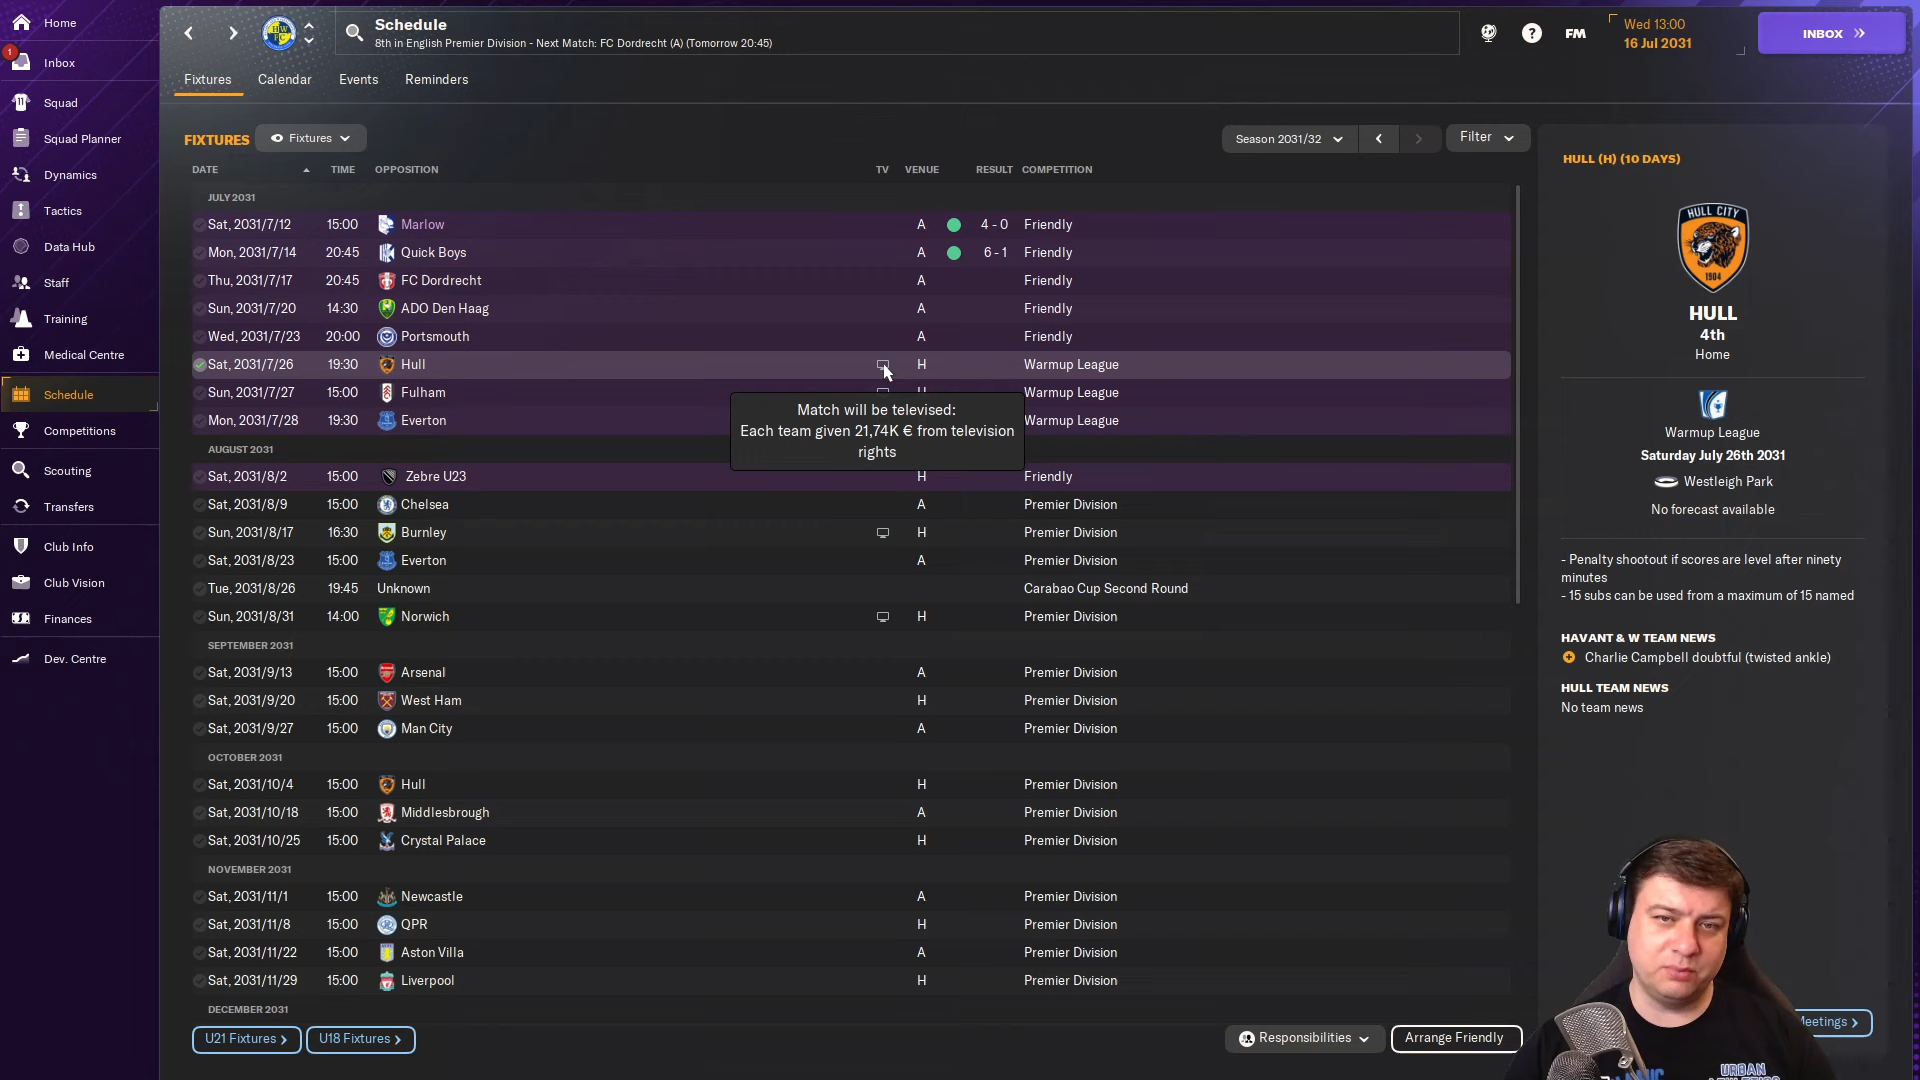 Home
1
Inbox
Squad
Squad Planner
Dynamics
Tactics
Data Hub
Staff
Training
Medical Centre
Schedule
Competitions
Scouting
Transfers
Club Info
Club Vision
Finances
Dev. Centre
Schedule
8th in English Premier Division - Next Match: FC Dordrecht (A) (Tomorrow 20:45)
FM
Wed 13:00
16 Jul 2031
INBOX
Fixtures Calendar Events Reminders
FIXTURES Fixtures Season 2031/32 Filter
DATE TIME OPPOSITION TV VENUE RESULT COMPETITION
JULY 2031
Sat, 2031/7/12 15:00 Marlow A 4 - 0 Friendly
Mon, 2031/7/14 20:45 Quick Boys A 6 - 1 Friendly
Thu, 2031/7/17 20:45 FC Dordrecht A Friendly
Sun, 2031/7/20 14:30 ADO Den Haag A Friendly
Wed, 2031/7/23 20:00 Portsmouth A Friendly
Sat, 2031/7/26 19:30 Hull H Warmup League
Sun, 2031/7/27 15:00 Fulham H Warmup League
Mon, 2031/7/28 19:30 Everton Warmup League
Match will be televised:
Each team given 21,74K € from television
rights
AUGUST 2031
Sat, 2031/8/2 15:00 Zebre U23 H Friendly
Sat, 2031/8/9 15:00 Chelsea A Premier Division
Sun, 2031/8/17 16:30 Burnley H Premier Division
Sat, 2031/8/23 15:00 Everton A Premier Division
Tue, 2031/8/26 19:45 Unknown Carabao Cup Second Round
Sun, 2031/8/31 14:00 Norwich H Premier Division
SEPTEMBER 2031
Sat, 2031/9/13 15:00 Arsenal A Premier Division
Sat, 2031/9/20 15:00 West Ham H Premier Division
Sat, 2031/9/27 15:00 Man City A Premier Division
OCTOBER 2031
Sat, 2031/10/4 15:00 Hull H Premier Division
Sat, 2031/10/18 15:00 Middlesbrough A Premier Division
Sat, 2031/10/25 15:00 Crystal Palace H Premier Division
NOVEMBER 2031
Sat, 2031/11/1 15:00 Newcastle A Premier Division
Sat, 2031/11/8 15:00 QPR H Premier Division
Sat, 2031/11/22 15:00 Aston Villa A Premier Division
Sat, 2031/11/29 15:00 Liverpool H Premier Division
DECEMBER 2031
U21 Fixtures U18 Fixtures Responsibilities Arrange Friendly
HULL (H) (10 DAYS)
HULL CITY
1904
HULL
4th
Home
Warmup League
Saturday July 26th 2031
Westleigh Park
No forecast available
- Penalty shootout if scores are level after ninety
minutes
- 15 subs can be used from a maximum of 15 named
HAVANT & W TEAM NEWS
Charlie Campbell doubtful (twisted ankle)
HULL TEAM NEWS
No team news
Meetings
URBAN